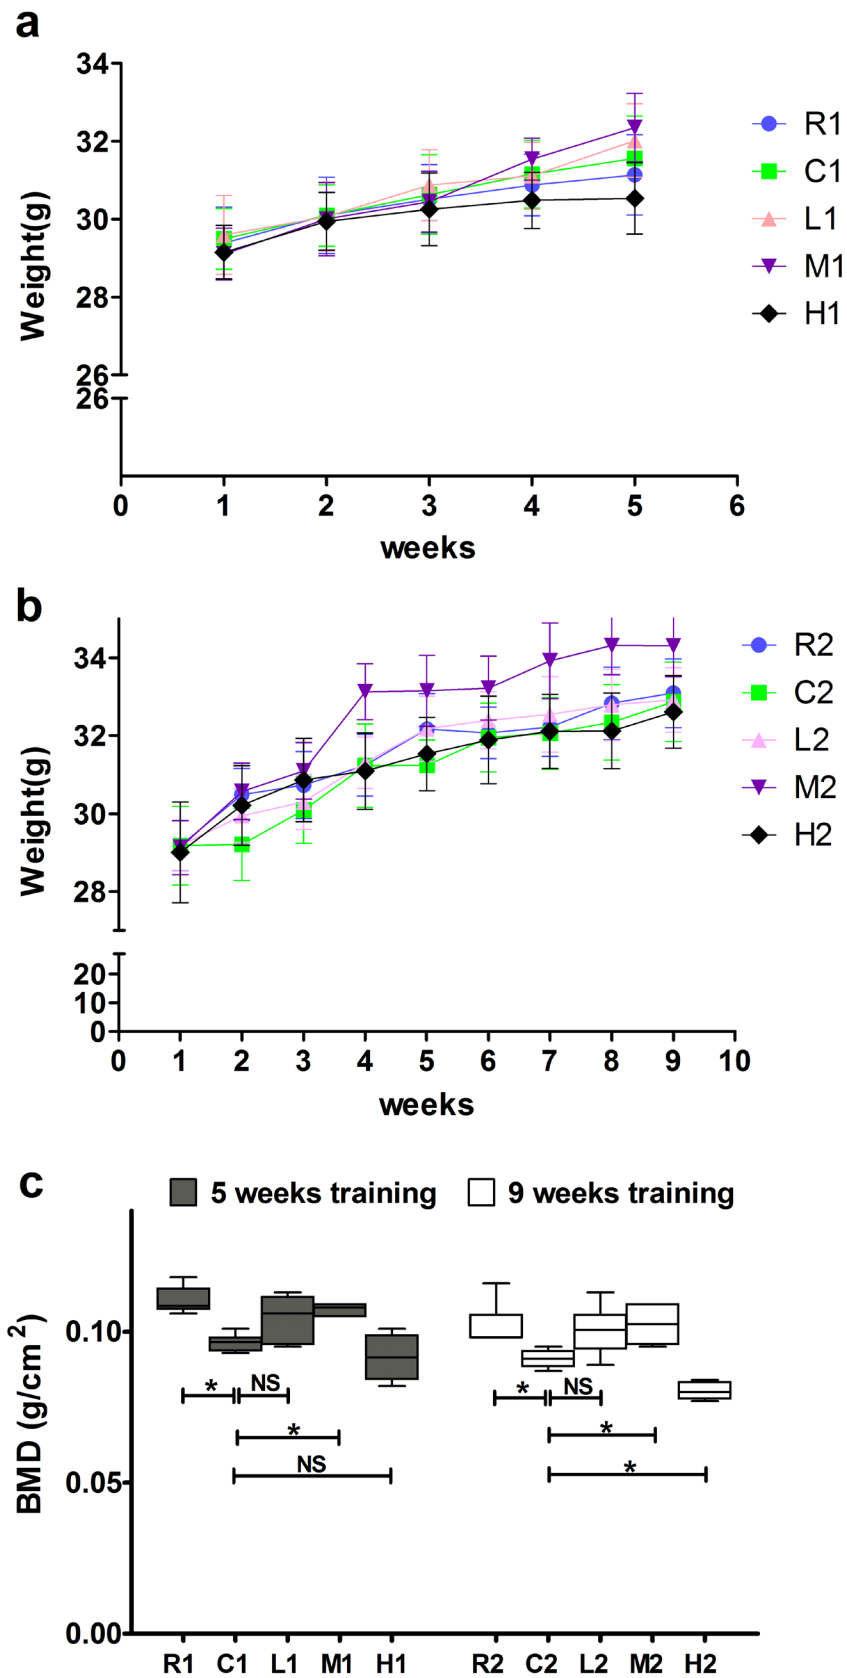 a
34
32
30
28
26
26
Weight(g)
0 1 2 3 4 5 6
weeks
R1
C1
L1
M1
H1
b
34
32
30
28
20
10
0
Weight(g)
0 1 2 3 4 5 6 7 8 9 10
weeks
R2
C2
L2
M2
H2
c
5 weeks training 9 weeks training
0.10
0.05
0.00
BMD (g/cm²)
* NS * NS
* *
NS *
R1 C1 L1 M1 H1 R2 C2 L2 M2 H2